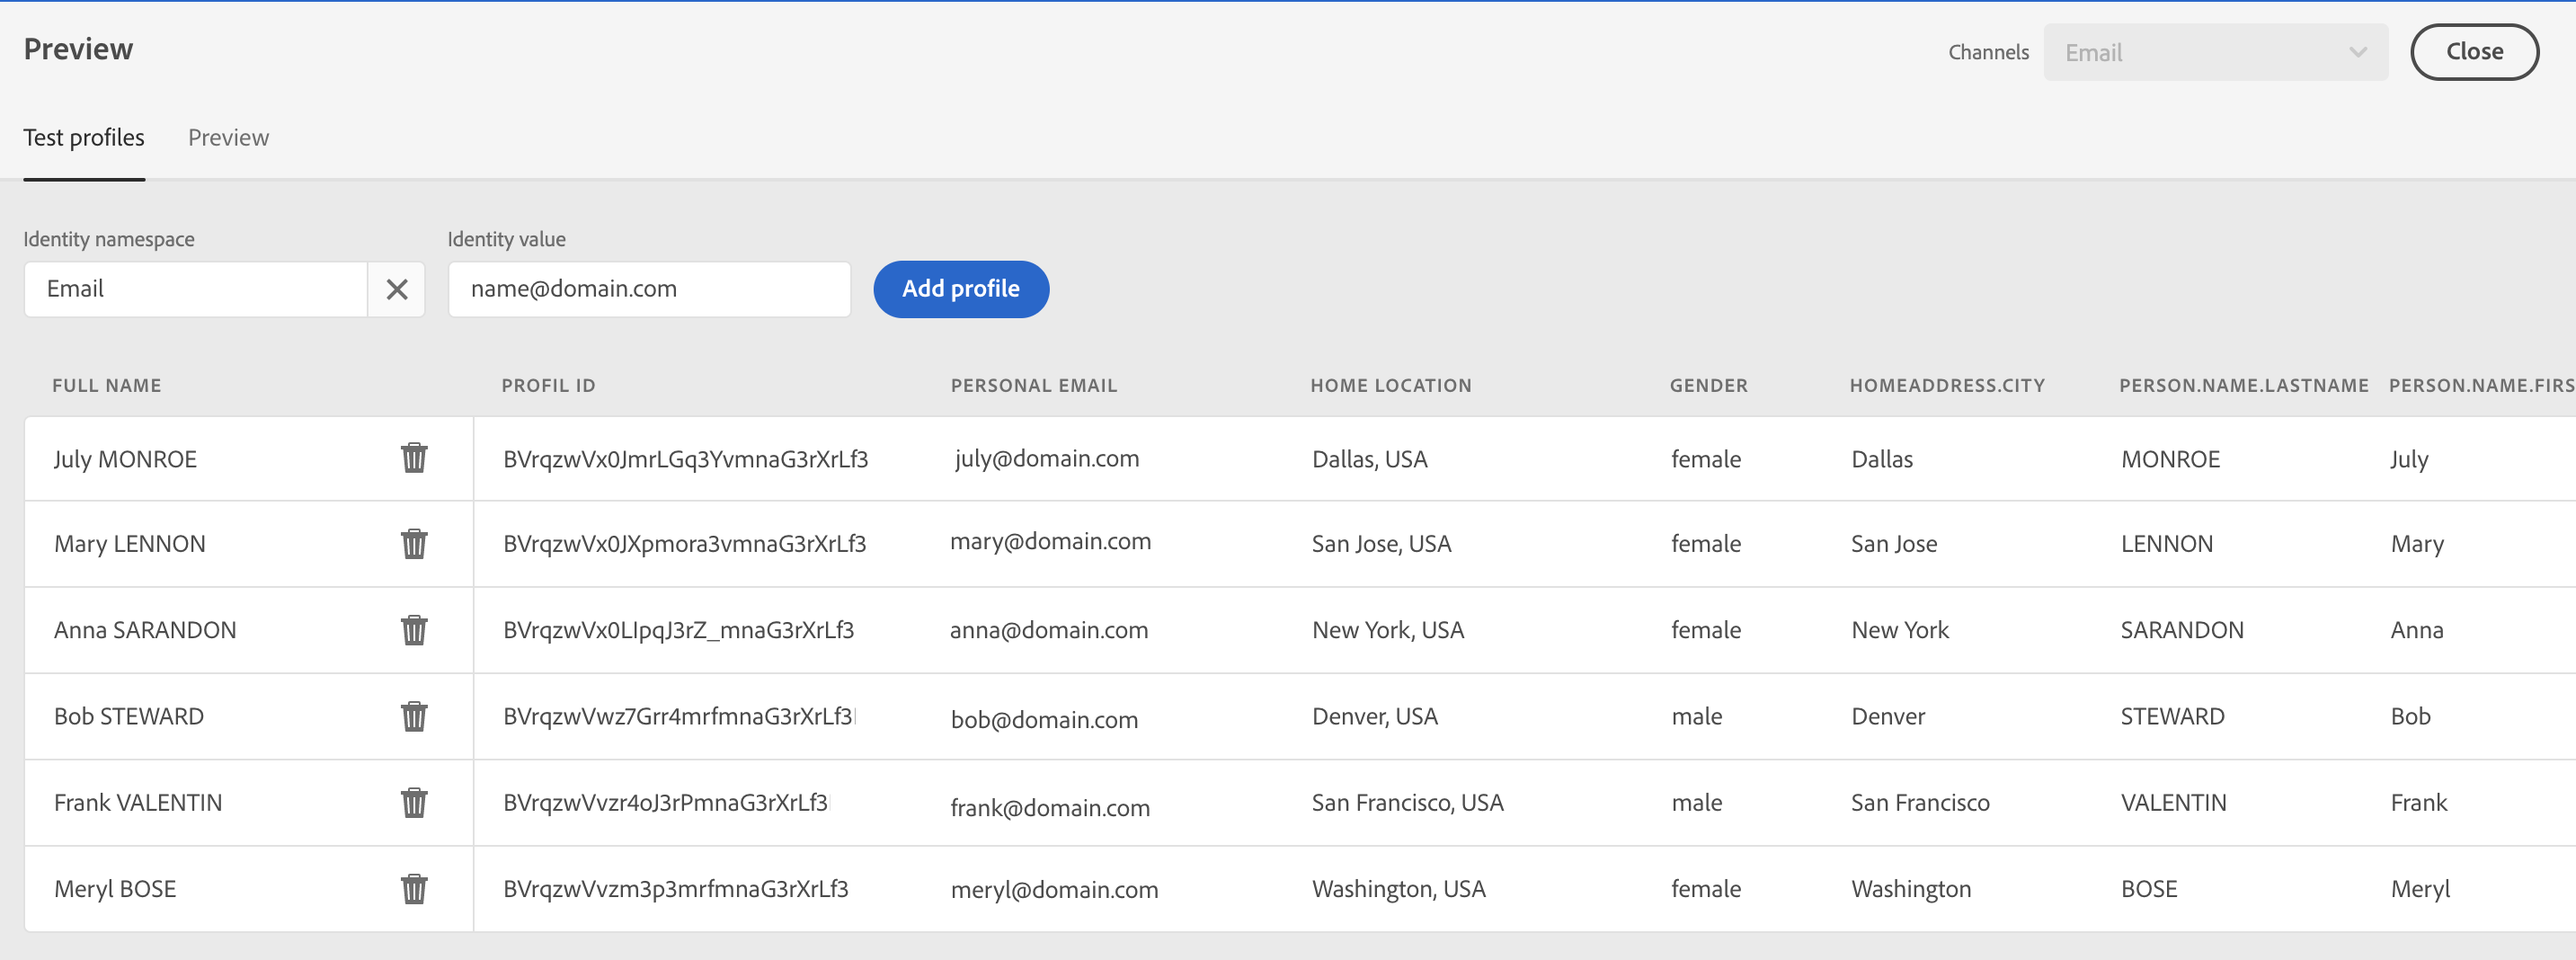 Preview
Channels Email Close
Test profiles Preview
Identity namespace Identity value
Email name@domain.com Add profile
FULL NAME PROFIL ID PERSONAL EMAIL HOME LOCATION GENDER HOMEADDRESS.CITY PERSON.NAME.LASTNAME PERSON.NAME.FIRS
July MONROE BVrqzwVx0JmrLGq3YvmnaG3rXrLf3 july@domain.com Dallas, USA female Dallas MONROE July
Mary LENNON BVrqzwVx0JXpmora3vmnaG3rXrLf3 mary@domain.com San Jose, USA female San Jose LENNON Mary
Anna SARANDON BVrqzwVx0LIpqJ3rZ_mnaG3rXrLf3 anna@domain.com New York, USA female New York SARANDON Anna
Bob STEWARD BVrqzwVwz7Grr4mrfmnaG3rXrLf3 bob@domain.com Denver, USA male Denver STEWARD Bob
Frank VALENTIN BVrqzwVvzr4oJ3rPmnaG3rXrLf3 frank@domain.com San Francisco, USA male San Francisco VALENTIN Frank
Meryl BOSE BVrqzwVvzm3p3mrfmnaG3rXrLf3 meryl@domain.com Washington, USA female Washington BOSE Meryl